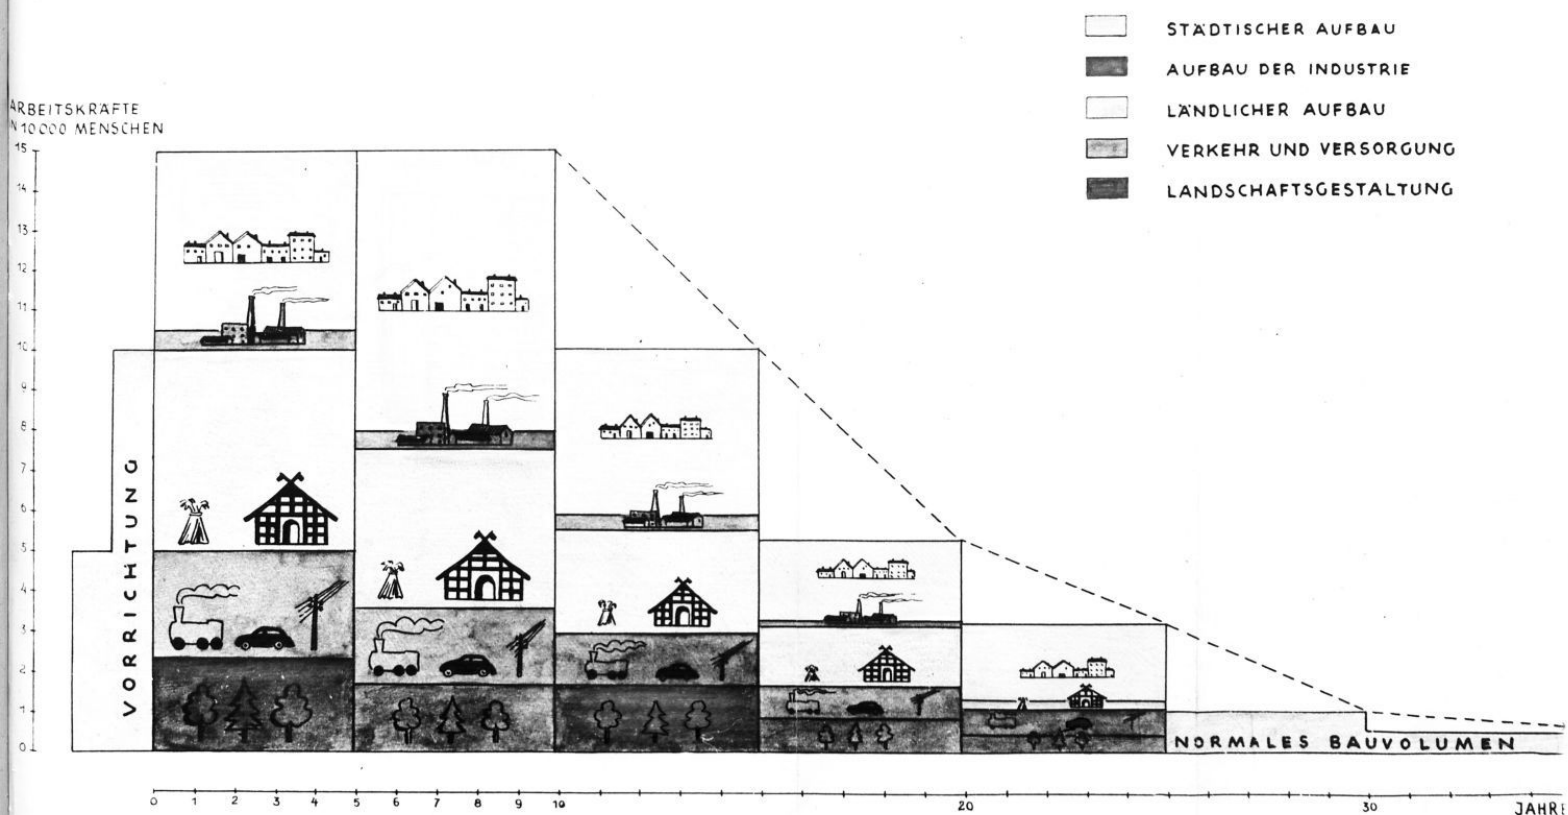 STÄDTISCHER AUFBAU
AUFBAU DER INDUSTRIE
LÄNDLICHER AUFBAU
VERKEHR UND VERSORGUNG
LANDSCHAFTSGESTALTUNG
ARBEITSKRÄFTE
N 10000 MENSCHEN
15
14
13
12
11
10
9
8
7
6
5
4
3
2
1
0
VORRICHTUNG
NORMALES BAUVOLUMEN
0 1 2 3 4 5 6 7 8 9 10 20 30
JAHRE